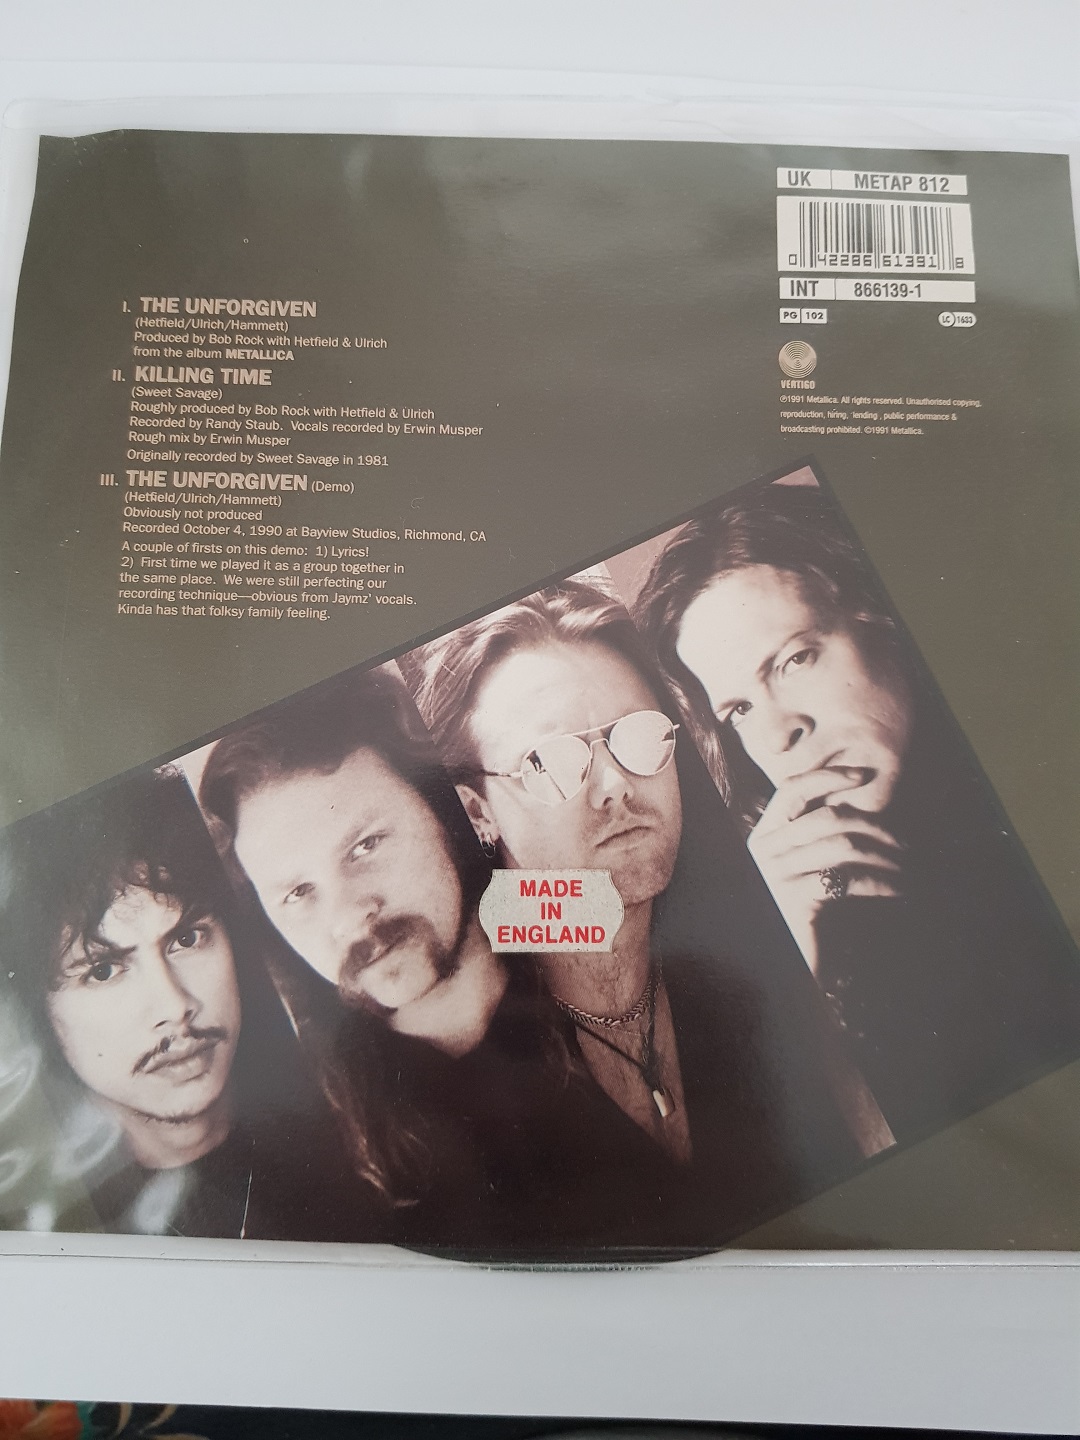 UK METAP 812
0 42286 61391 8
INT 866139-1
PG 102
LC 1633
VERTIGO
℗1991 Metallica. All rights reserved. Unauthorised copying,
reproduction, hiring, lending, public performance &
broadcasting prohibited. ©1991 Metallica.
I. THE UNFORGIVEN
(Hetfield/Ulrich/Hammett)
Produced by Bob Rock with Hetfield & Ulrich
from the album METALLICA
II. KILLING TIME
(Sweet Savage)
Roughly produced by Bob Rock with Hetfield & Ulrich
Recorded by Randy Staub. Vocals recorded by Erwin Musper
Rough mix by Erwin Musper
Originally recorded by Sweet Savage in 1981
III. THE UNFORGIVEN (Demo)
(Hetfield/Ulrich/Hammett)
Obviously not produced
Recorded October 4, 1990 at Bayview Studios, Richmond, CA
A couple of firsts on this demo: 1) Lyrics!
2) First time we played it as a group together in
the same place. We were still perfecting our
recording technique—obvious from Jaymz' vocals.
Kinda has that folksy family feeling.
MADE
IN
ENGLAND